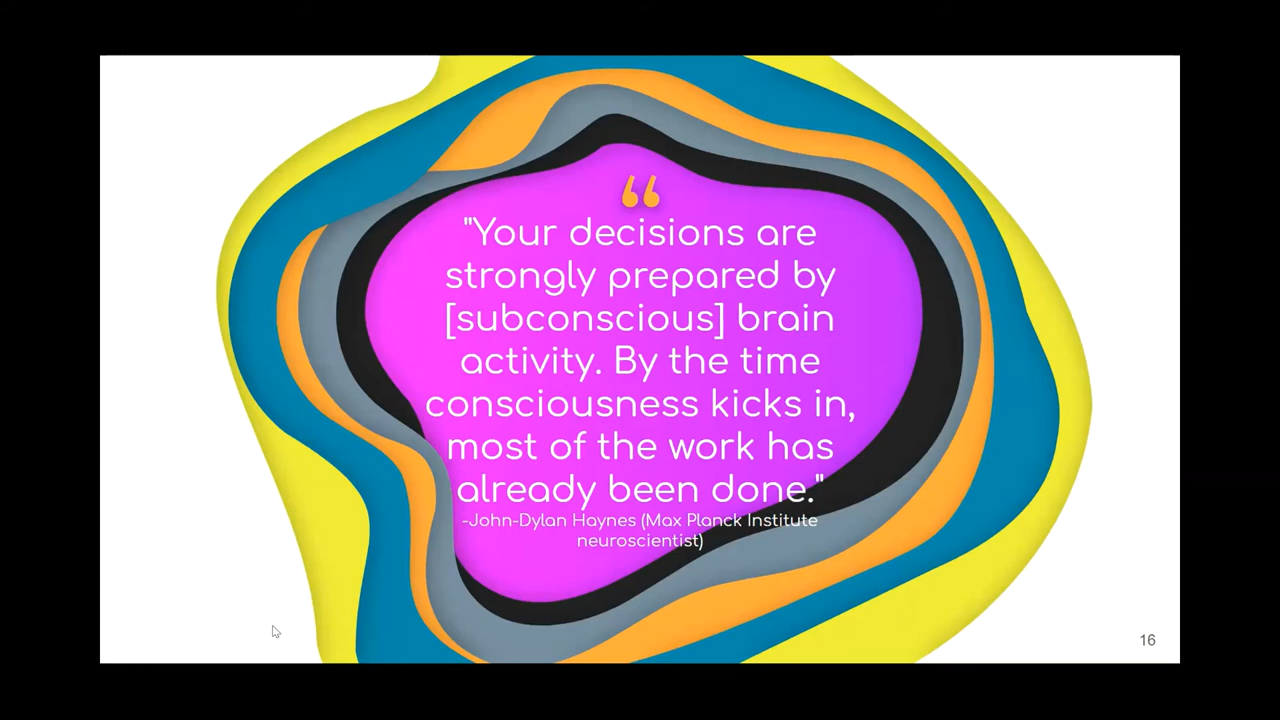 “
"Your decisions are
strongly prepared by
[subconscious] brain
activity. By the time
consciousness kicks in,
most of the work has
already been done."
-John-Dylan Haynes (Max Planck Institute
neuroscientist)
16